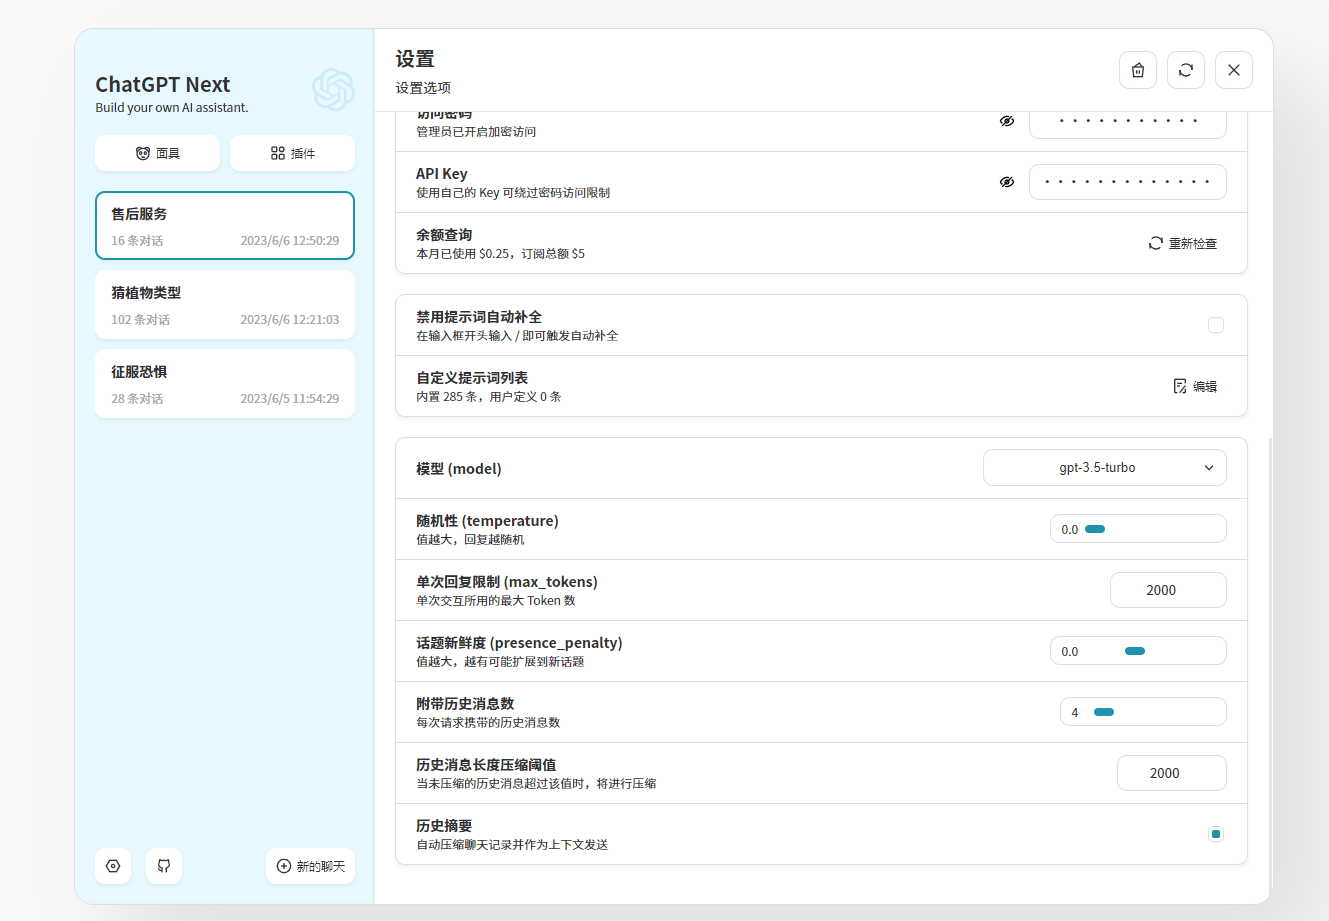 ChatGPT Next
Build your own AI assistant.
面具
插件
售后服务
16 条对话
2023/6/6 12:50:29
猜植物类型
102 条对话
2023/6/6 12:21:03
征服恐惧
28 条对话
2023/6/5 11:54:29
新的聊天
设置
设置选项
访问密码
管理员已开启加密访问
API Key
使用自己的 Key 可绕过密码访问限制
余额查询
本月已使用 $0.25，订阅总额 $5
重新检查
禁用提示词自动补全
在输入框开头输入 / 即可触发自动补全
自定义提示词列表
内置 285 条，用户定义 0 条
编辑
模型 (model)
gpt-3.5-turbo
随机性 (temperature)
值越大，回复越随机
0.0
单次回复限制 (max_tokens)
单次交互所用的最大 Token 数
2000
话题新鲜度 (presence_penalty)
值越大，越有可能扩展到新话题
0.0
附带历史消息数
每次请求携带的历史消息数
4
历史消息长度压缩阈值
当未压缩的历史消息超过该值时，将进行压缩
2000
历史摘要
自动压缩聊天记录并作为上下文发送